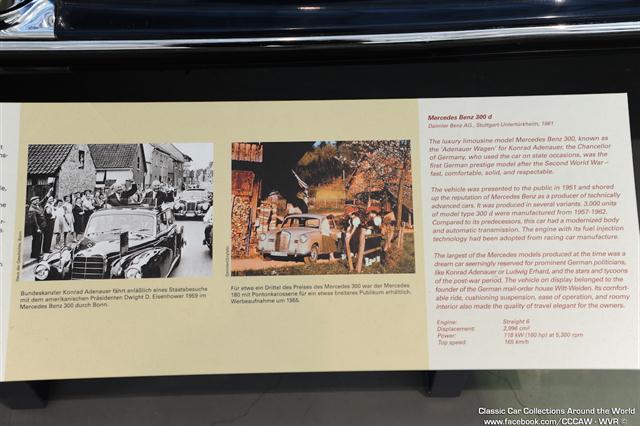 Bundeskanzler Konrad Adenauer fährt anläßlich eines Staatsbesuchs
mit dem amerikanischen Präsidenten Dwight D. Eisenhower 1959 im
Mercedes Benz 300 durch Bonn.
Für etwa ein Drittel des Preises des Mercedes 300 war der Mercedes
180 mit Pontonkarosserie für ein etwas breiteres Publikum erhältlich.
Werbeaufnahme um 1955.
Mercedes Benz 300 d
Daimler Benz AG., Stuttgart-Untertürkheim, 1961
The luxury limousine model Mercedes Benz 300, known as
the 'Adenauer Wagen' for Konrad Adenauer, the Chancellor
of Germany, who used the car on state occasions, was the
first German prestige model after the Second World War –
fast, comfortable, solid, and respectable.
The vehicle was presented to the public in 1951 and shored
up the reputation of Mercedes Benz as a producer of technically
advanced cars. It was produced in several variants. 3,000 units
of model type 300 d were manufactured from 1957-1962.
Compared to its predecessors, this car had a modernized body
and automatic transmission. The engine with its fuel injection
technology had been adopted from racing car manufacture.
The largest of the Mercedes models produced at the time was a
dream car seemingly reserved for prominent German politicians,
like Konrad Adenauer or Ludwig Erhard, and the stars and tycoons
of the post-war period. The vehicle on display belonged to the
founder of the German mail-order house Witt-Weiden. Its comfort-
able ride, cushioning suspension, ease of operation, and roomy
interior also made the quality of travel elegant for the owners.
Engine: Straight 6
Displacement: 2,996 cm³
Power: 118 kW (160 hp) at 5,300 rpm
Top speed: 165 km/h
Classic Car Collections Around the World
www.facebook.com/CCCAW - WVR ©